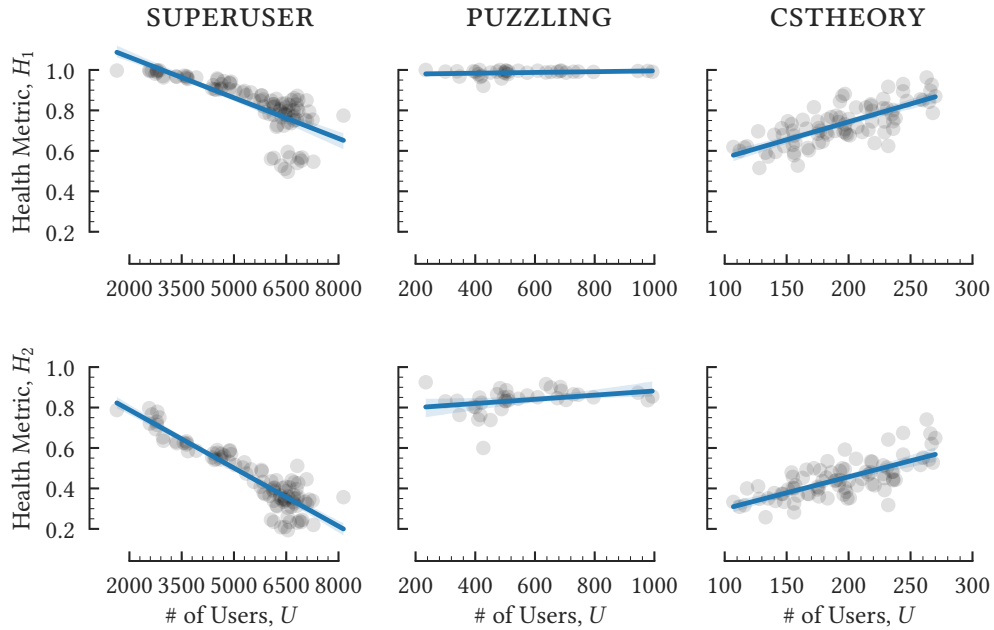 SUPERUSER PUZZLING CSTHEORY
Health Metric, H₁
1.0
0.8
0.6
0.4
0.2
2000 3500 5000 6500 8000
200 400 600 800 1000
100 150 200 250 300
Health Metric, H₂
1.0
0.8
0.6
0.4
0.2
2000 3500 5000 6500 8000
200 400 600 800 1000
100 150 200 250 300
# of Users, U
# of Users, U
# of Users, U